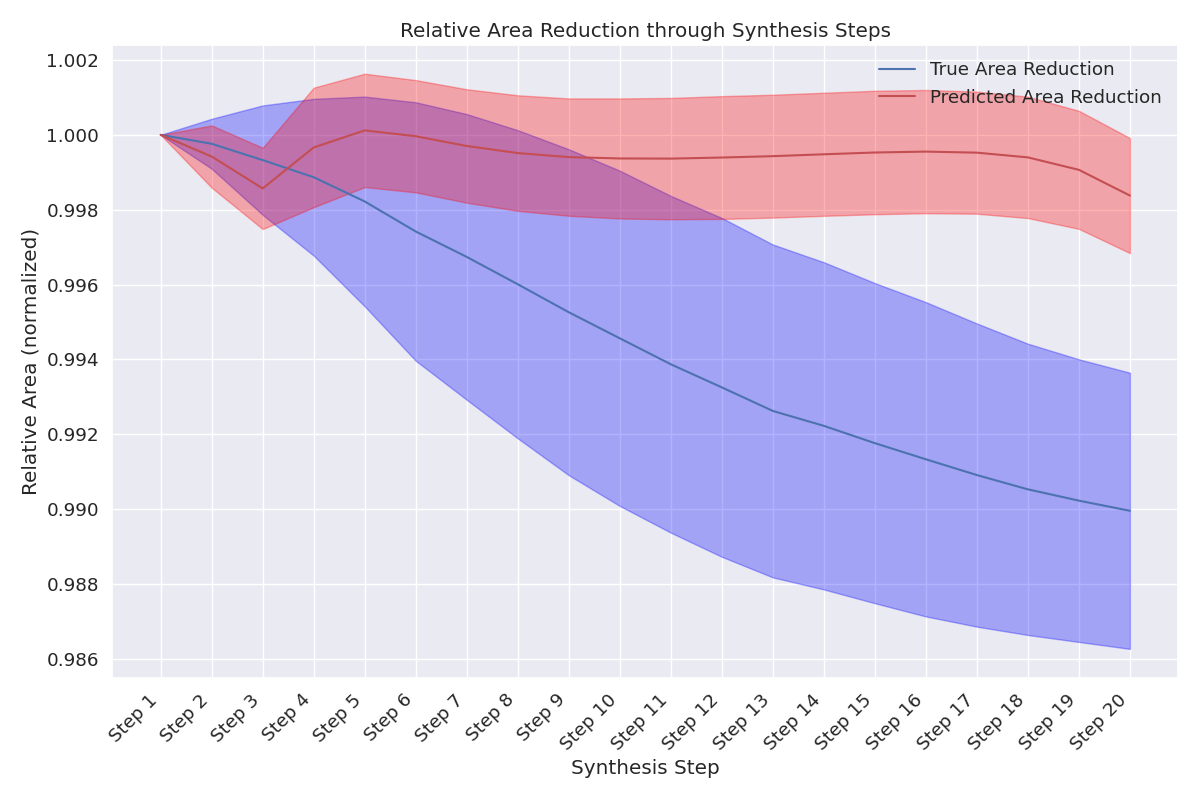 Relative Area Reduction through Synthesis Steps
True Area Reduction
Predicted Area Reduction
Relative Area (normalized)
1.002
1.000
0.998
0.996
0.994
0.992
0.990
0.988
0.986
Step 1
Step 2
Step 3
Step 4
Step 5
Step 6
Step 7
Step 8
Step 9
Step 10
Step 11
Step 12
Step 13
Step 14
Step 15
Step 16
Step 17
Step 18
Step 19
Step 20
Synthesis Step